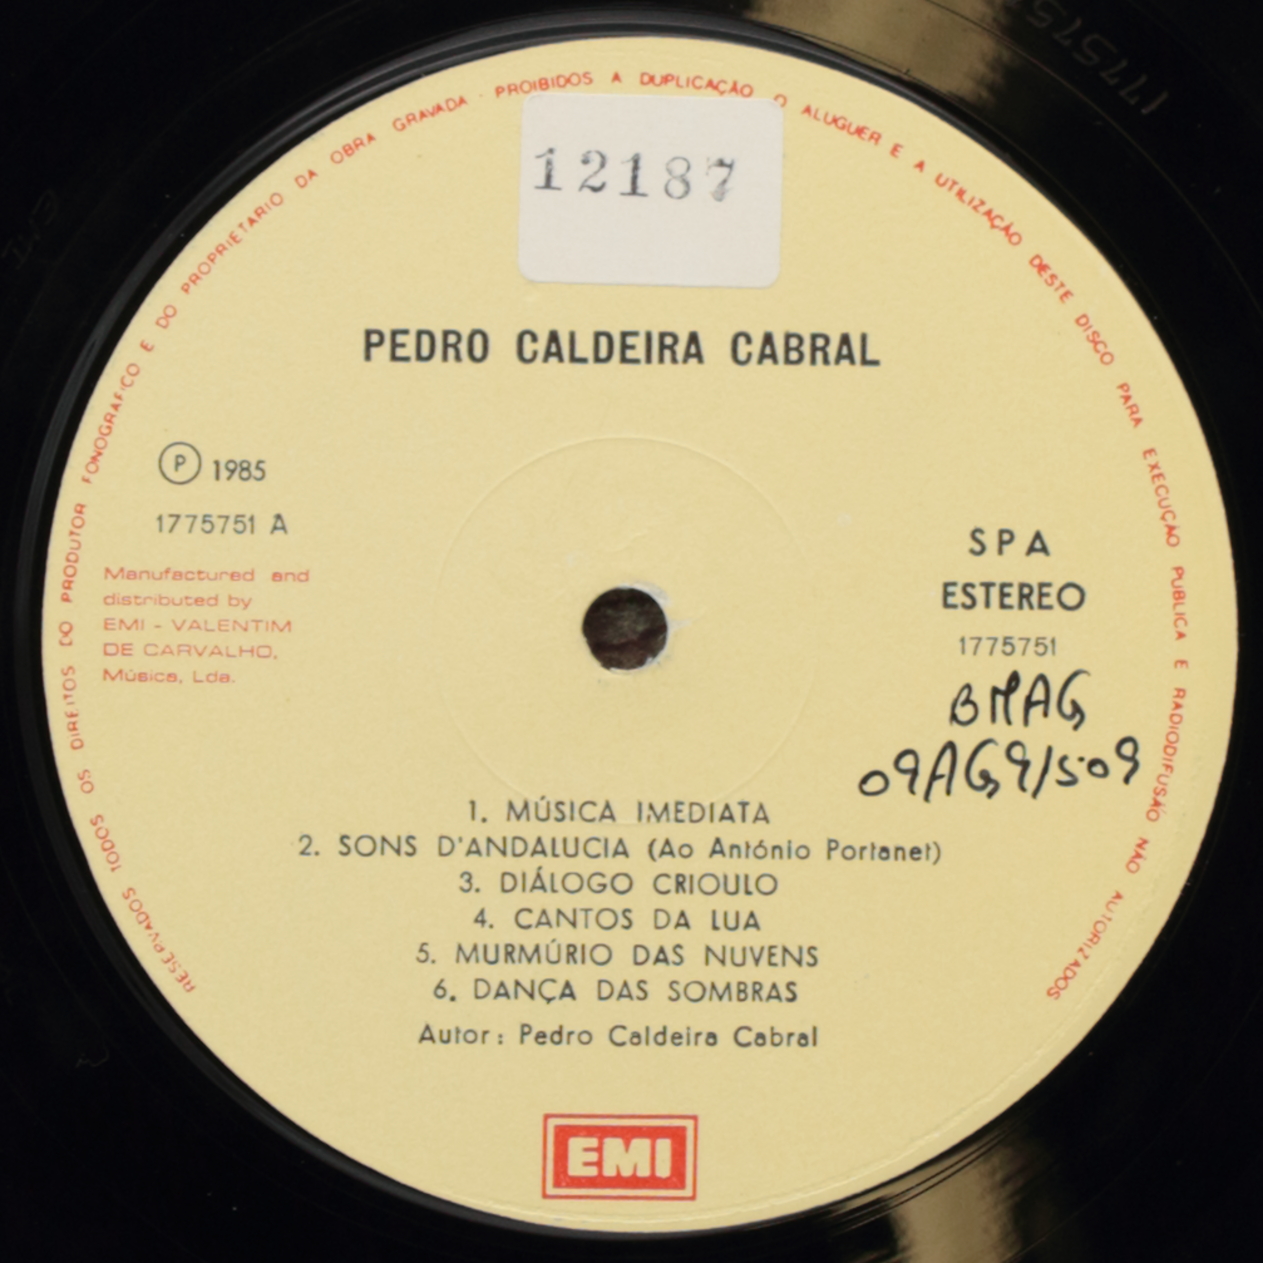 RESERVADOS TODOS OS DIREITOS DO PRODUTOR FONOGRAFICO E DO PROPRIETARIO DA OBRA GRAVADA · PROIBIDOS A DUPLICAÇÃO O ALUGUER E A UTILIZAÇÃO DESTE DISCO PARA EXECUÇÃO PUBLICA E RADIODIFUSÃO NÃO AUTORIZADOS
12187
PEDRO CALDEIRA CABRAL
Ⓟ 1985
1775751 A
Manufactured and
distributed by
EMI - VALENTIM
DE CARVALHO,
Música, Lda.
SPA
ESTEREO
1775751
BMAG
09AG9/509
1. MÚSICA IMEDIATA
2. SONS D'ANDALUCIA (Ao António Portanet)
3. DIÁLOGO CRIOULO
4. CANTOS DA LUA
5. MURMÚRIO DAS NUVENS
6. DANÇA DAS SOMBRAS
Autor: Pedro Caldeira Cabral
EMI